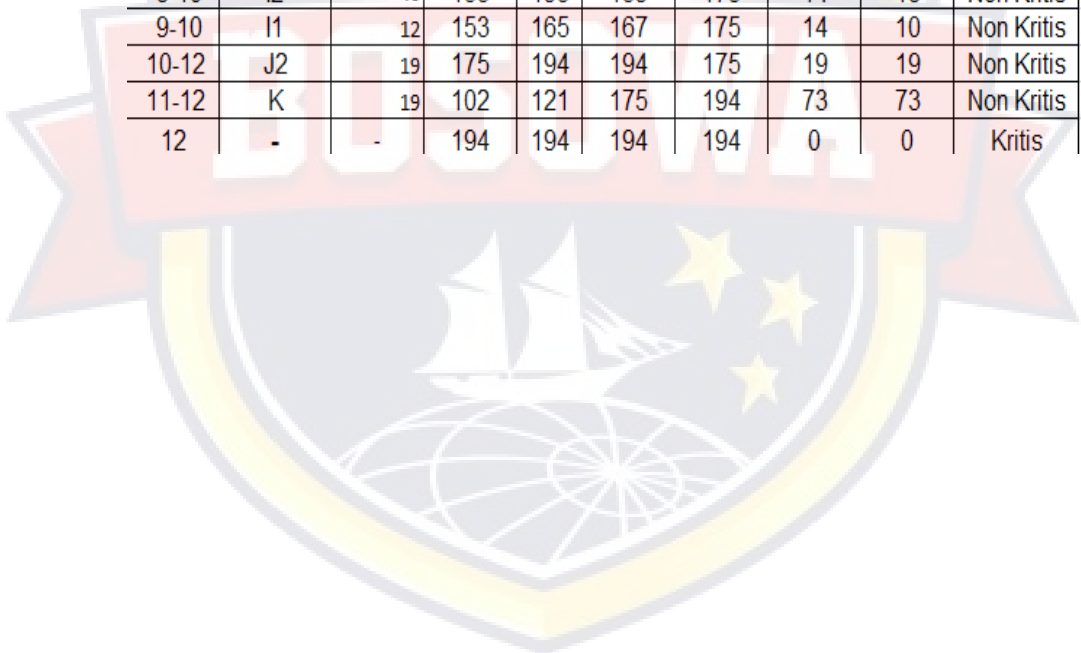 Non Kritis
9-10 I1 12 153 165 167 175 14 10 Non Kritis
10-12 J2 19 175 194 194 175 19 19 Non Kritis
11-12 K 19 102 121 175 194 73 73 Non Kritis
12 - - 194 194 194 194 0 0 Kritis
BOSOWA